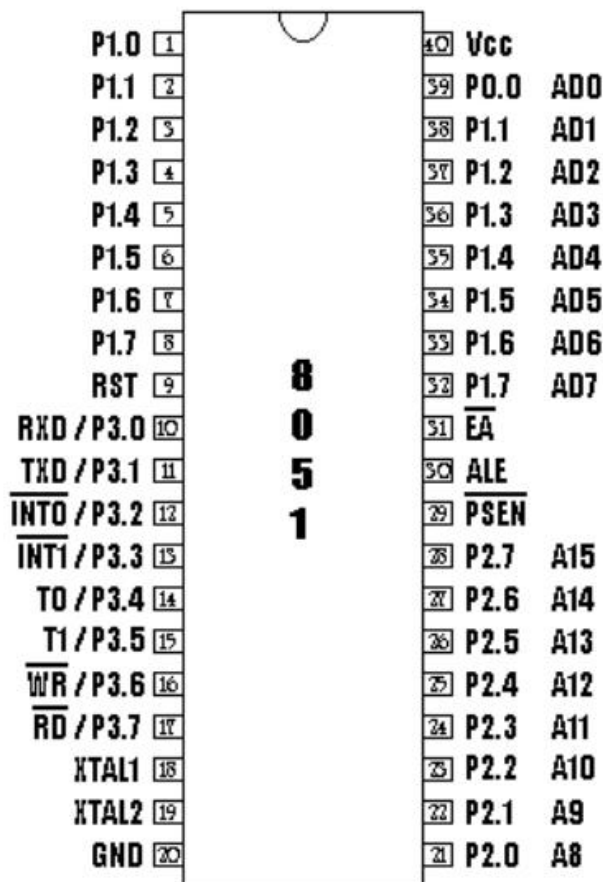 P1.0 1 40 Vcc
P1.1 2 39 P0.0 AD0
P1.2 3 38 P1.1 AD1
P1.3 4 37 P1.2 AD2
P1.4 5 36 P1.3 AD3
P1.5 6 35 P1.4 AD4
P1.6 7 34 P1.5 AD5
P1.7 8 33 P1.6 AD6
RST 9 32 P1.7 AD7
RXD / P3.0 10 31 E̅A̅
TXD / P3.1 11 30 ALE
I̅N̅T̅0̅ / P3.2 12 29 P̅S̅E̅N̅
I̅N̅T̅1̅ / P3.3 13 28 P2.7 A15
T0 / P3.4 14 27 P2.6 A14
T1 / P3.5 15 26 P2.5 A13
W̅R̅ / P3.6 16 25 P2.4 A12
R̅D̅ / P3.7 17 24 P2.3 A11
XTAL1 18 23 P2.2 A10
XTAL2 19 22 P2.1 A9
GND 20 21 P2.0 A8
8
0
5
1